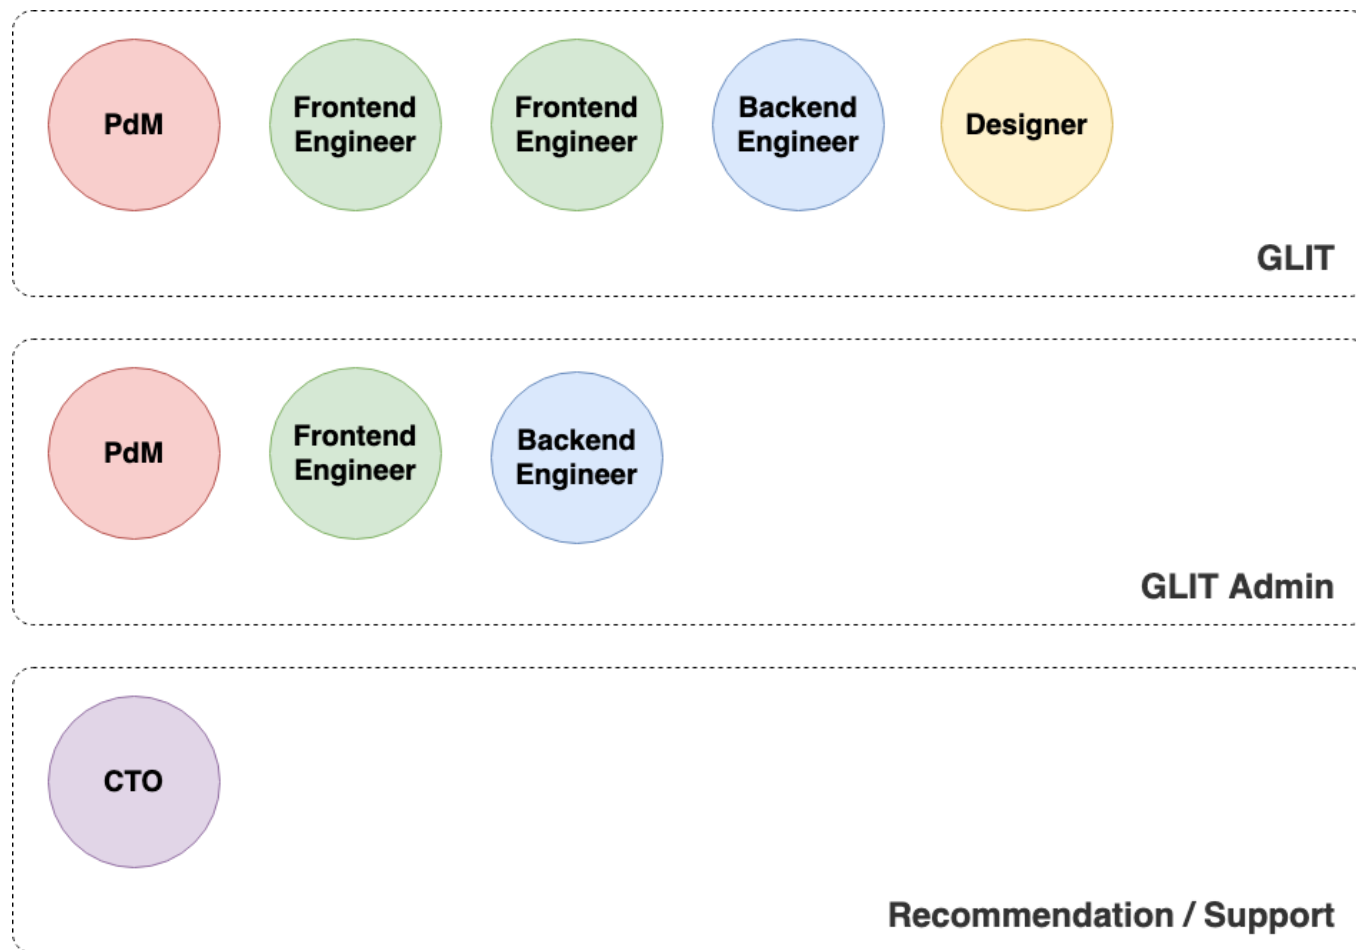 PdM
Frontend
Engineer
Frontend
Engineer
Backend
Engineer
Designer
GLIT
PdM
Frontend
Engineer
Backend
Engineer
GLIT Admin
CTO
Recommendation / Support